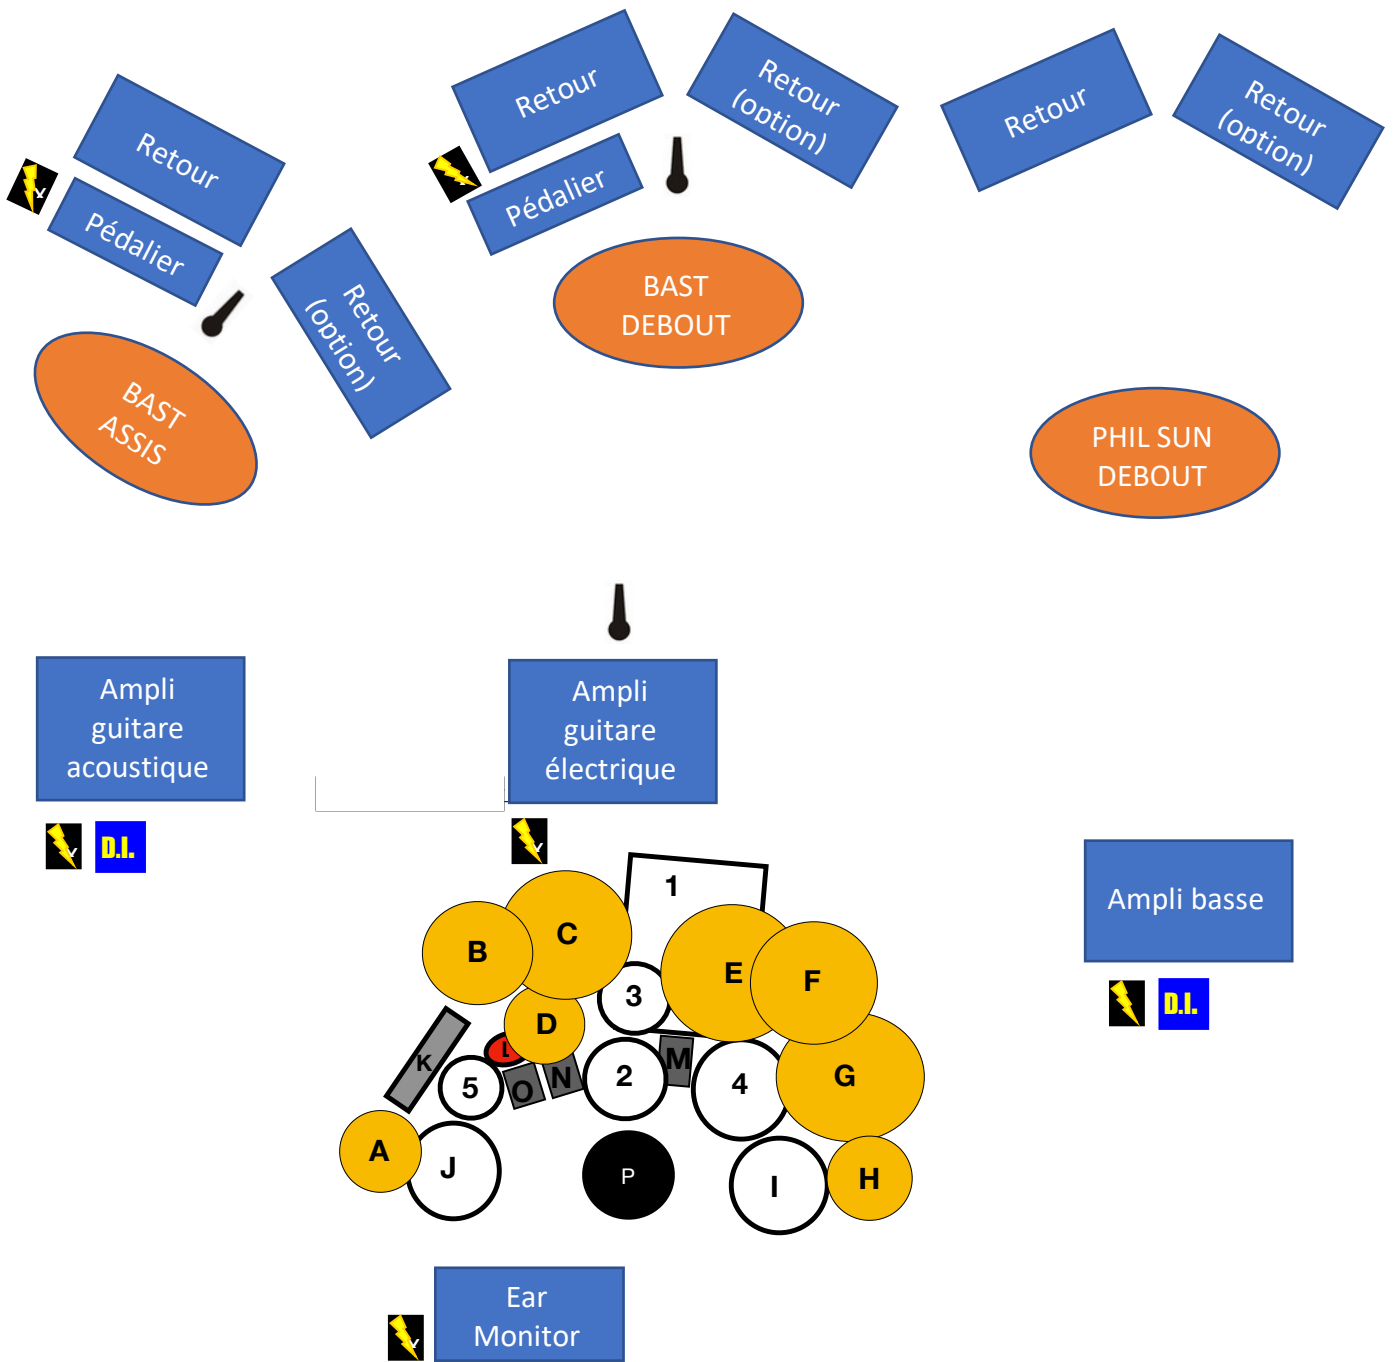 Retour
Pédalier
Retour
(option)
BAST
ASSIS
Retour
Pédalier
Retour
(option)
BAST
DEBOUT
Retour
Retour
(option)
PHIL SUN
DEBOUT
Ampli
guitare
acoustique
D.I.
Ampli
guitare
électrique
Ampli basse
D.I.
1
B
C
E
F
3
D
L
K
5
O
N
2
M
4
G
A
J
P
I
H
Ear
Monitor